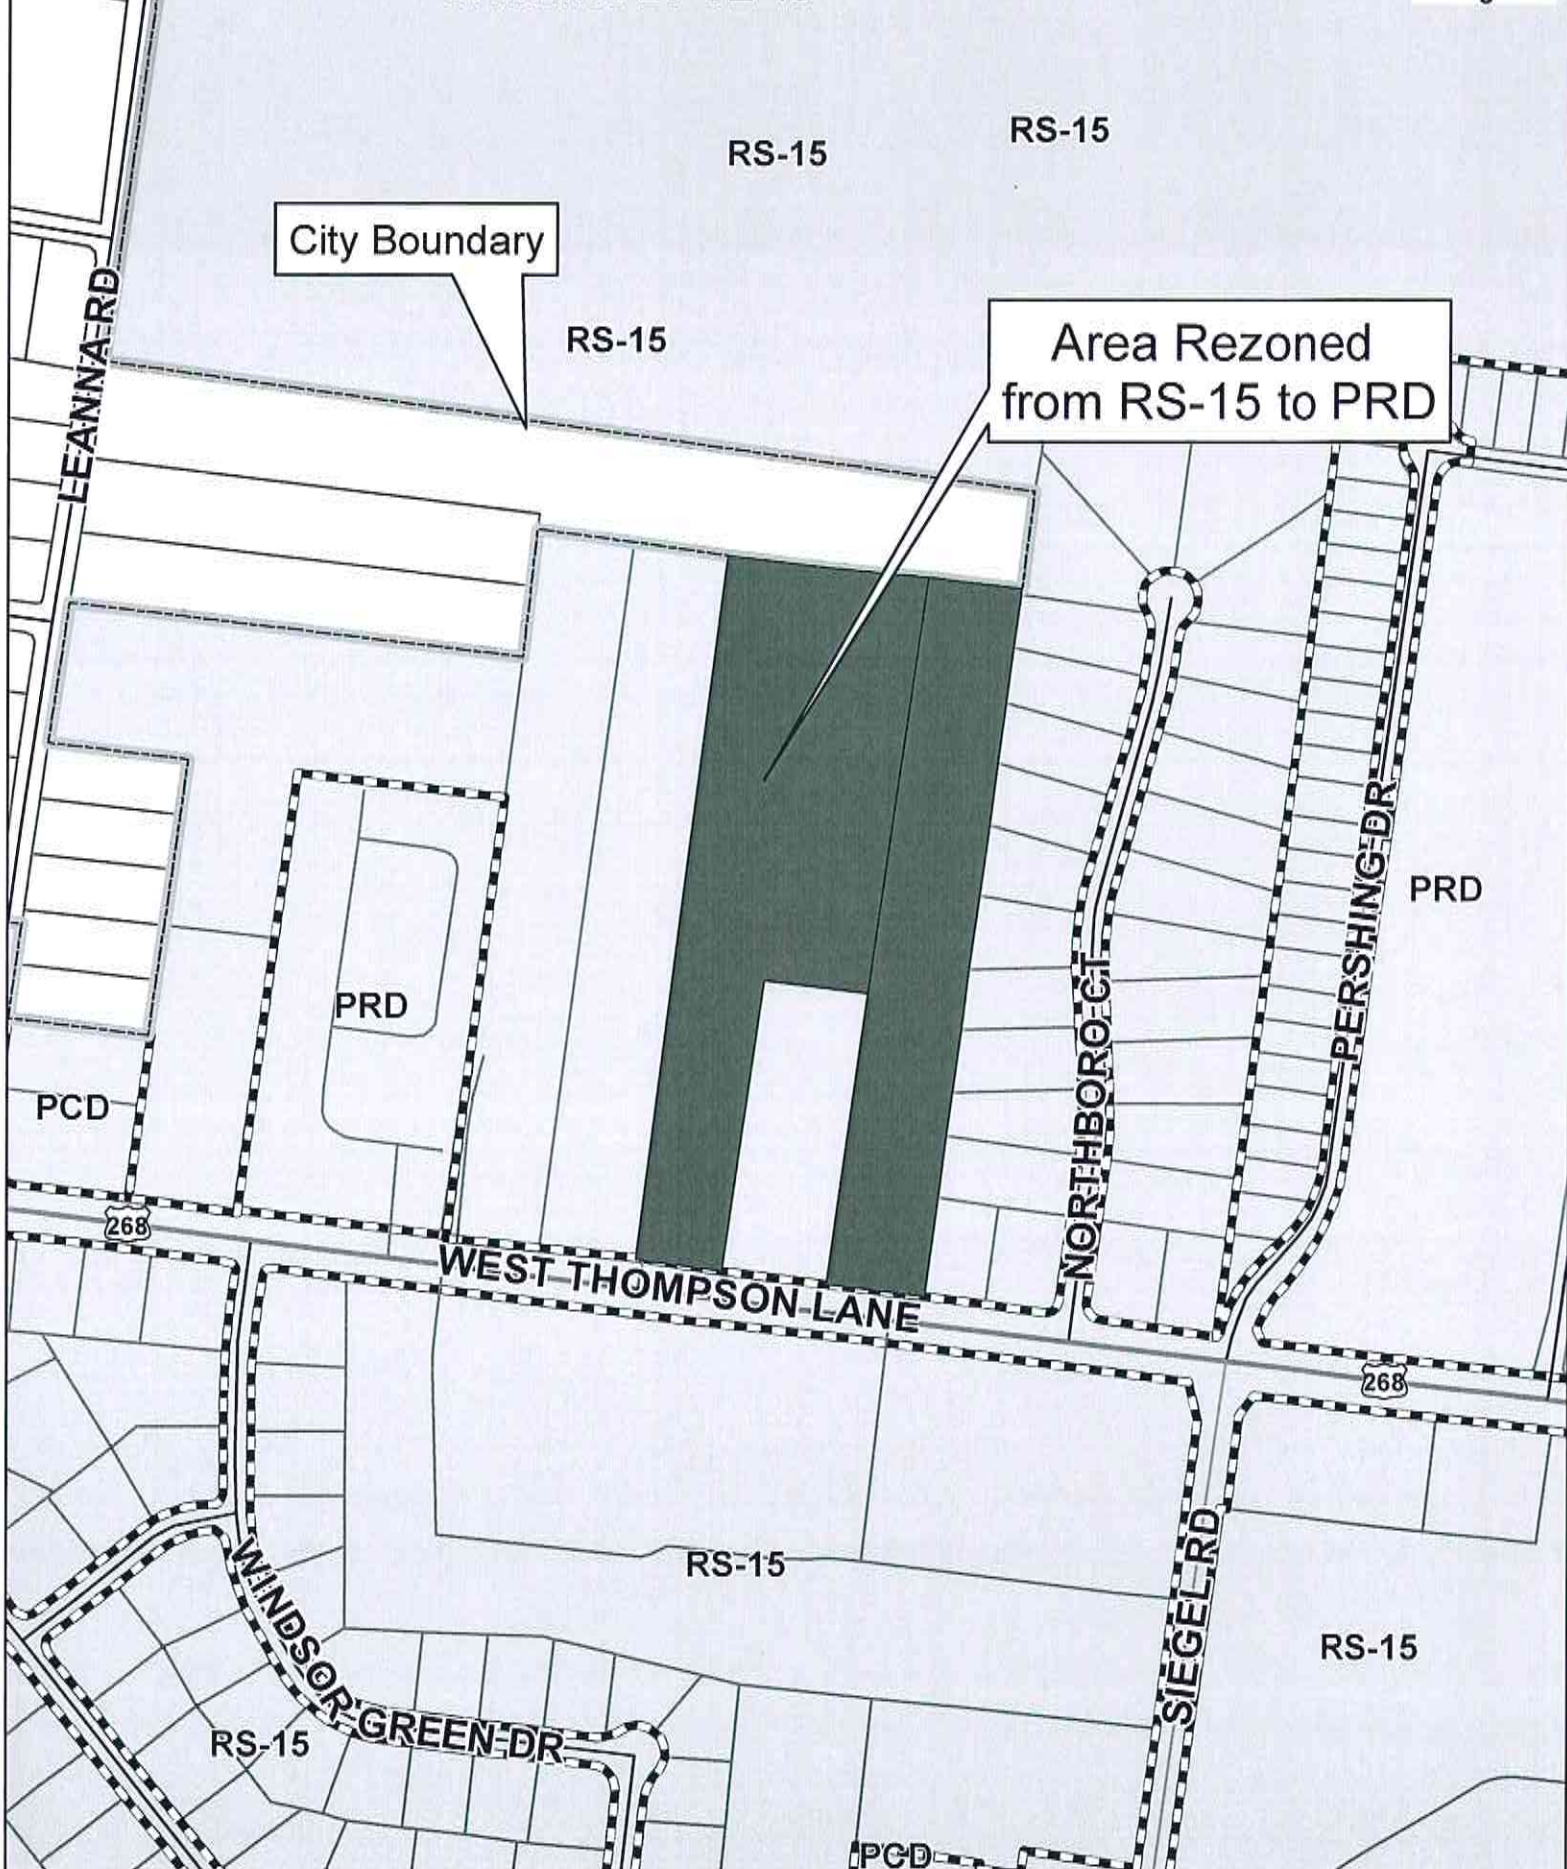 RS-15
RS-15
City Boundary
RS-15
Area Rezoned
from RS-15 to PRD
LEANNA RD
PERSHING DR
PRD
PRD
NORTHBORO CT
PCD
268
WEST THOMPSON LANE
268
RS-15
SIEGEL RD
WINDSOR GREEN DR
RS-15
RS-15
PCD